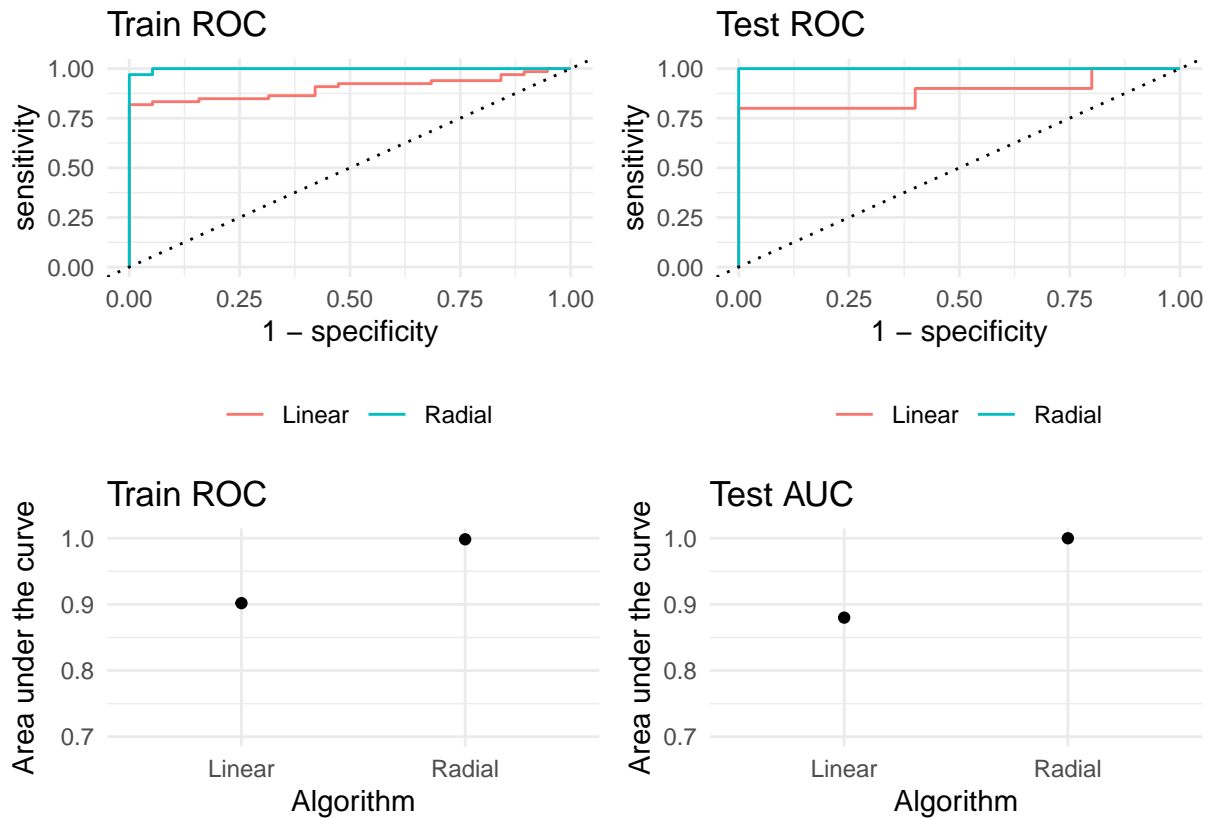 Train ROC
sensitivity
1.00
0.75
0.50
0.25
0.00
0.00 0.25 0.50 0.75 1.00
1 − specificity
Linear Radial
Test ROC
sensitivity
1.00
0.75
0.50
0.25
0.00
0.00 0.25 0.50 0.75 1.00
1 − specificity
Linear Radial
Train ROC
Area under the curve
1.0
0.9
0.8
0.7
Linear Radial
Algorithm
Test AUC
Area under the curve
1.0
0.9
0.8
0.7
Linear Radial
Algorithm